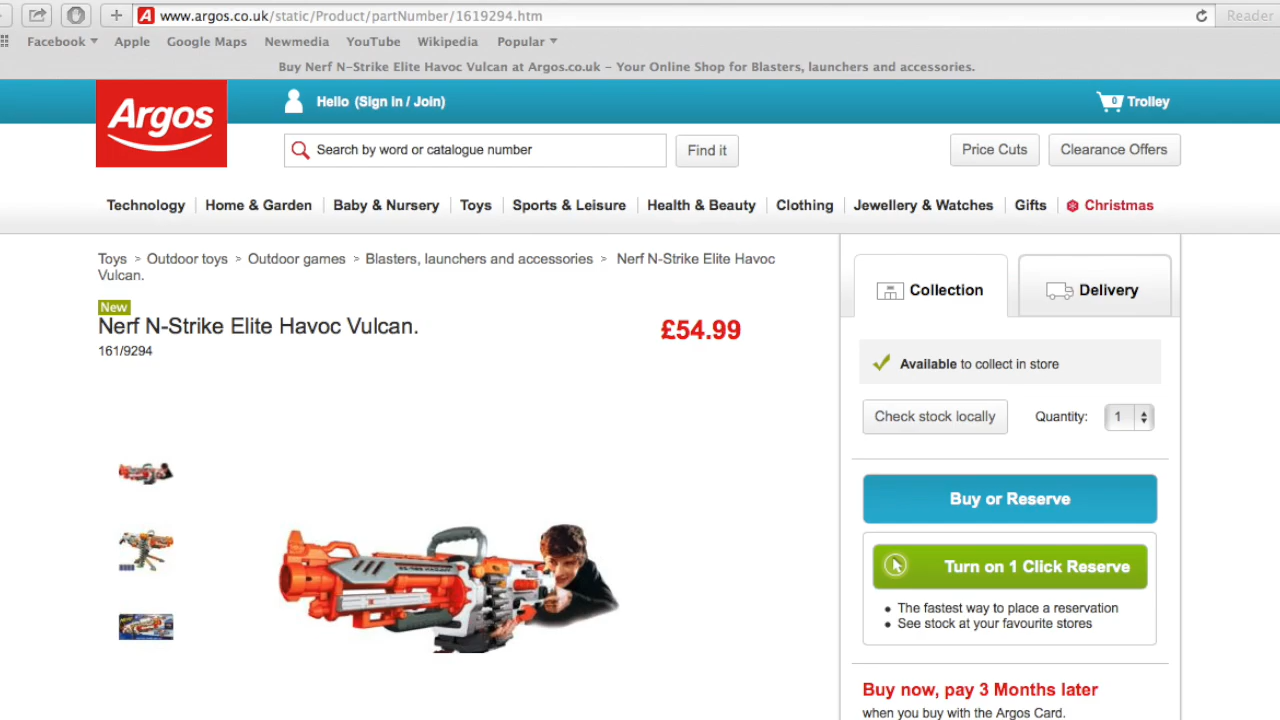 www.argos.co.uk/static/Product/partNumber/1619294.htm
Reader
Facebook Apple Google Maps Newmedia YouTube Wikipedia Popular
Buy Nerf N-Strike Elite Havoc Vulcan at Argos.co.uk – Your Online Shop for Blasters, launchers and accessories.
Argos
Hello (Sign in / Join)
0 Trolley
Search by word or catalogue number
Find it
Price Cuts
Clearance Offers
Technology Home & Garden Baby & Nursery Toys Sports & Leisure Health & Beauty Clothing Jewellery & Watches Gifts Christmas
Toys > Outdoor toys > Outdoor games > Blasters, launchers and accessories > Nerf N-Strike Elite Havoc
Vulcan.
New
Nerf N-Strike Elite Havoc Vulcan.
£54.99
161/9294
Collection
Delivery
Available to collect in store
Check stock locally
Quantity: 1
Buy or Reserve
Turn on 1 Click Reserve
• The fastest way to place a reservation
• See stock at your favourite stores
Buy now, pay 3 Months later
when you buy with the Argos Card.